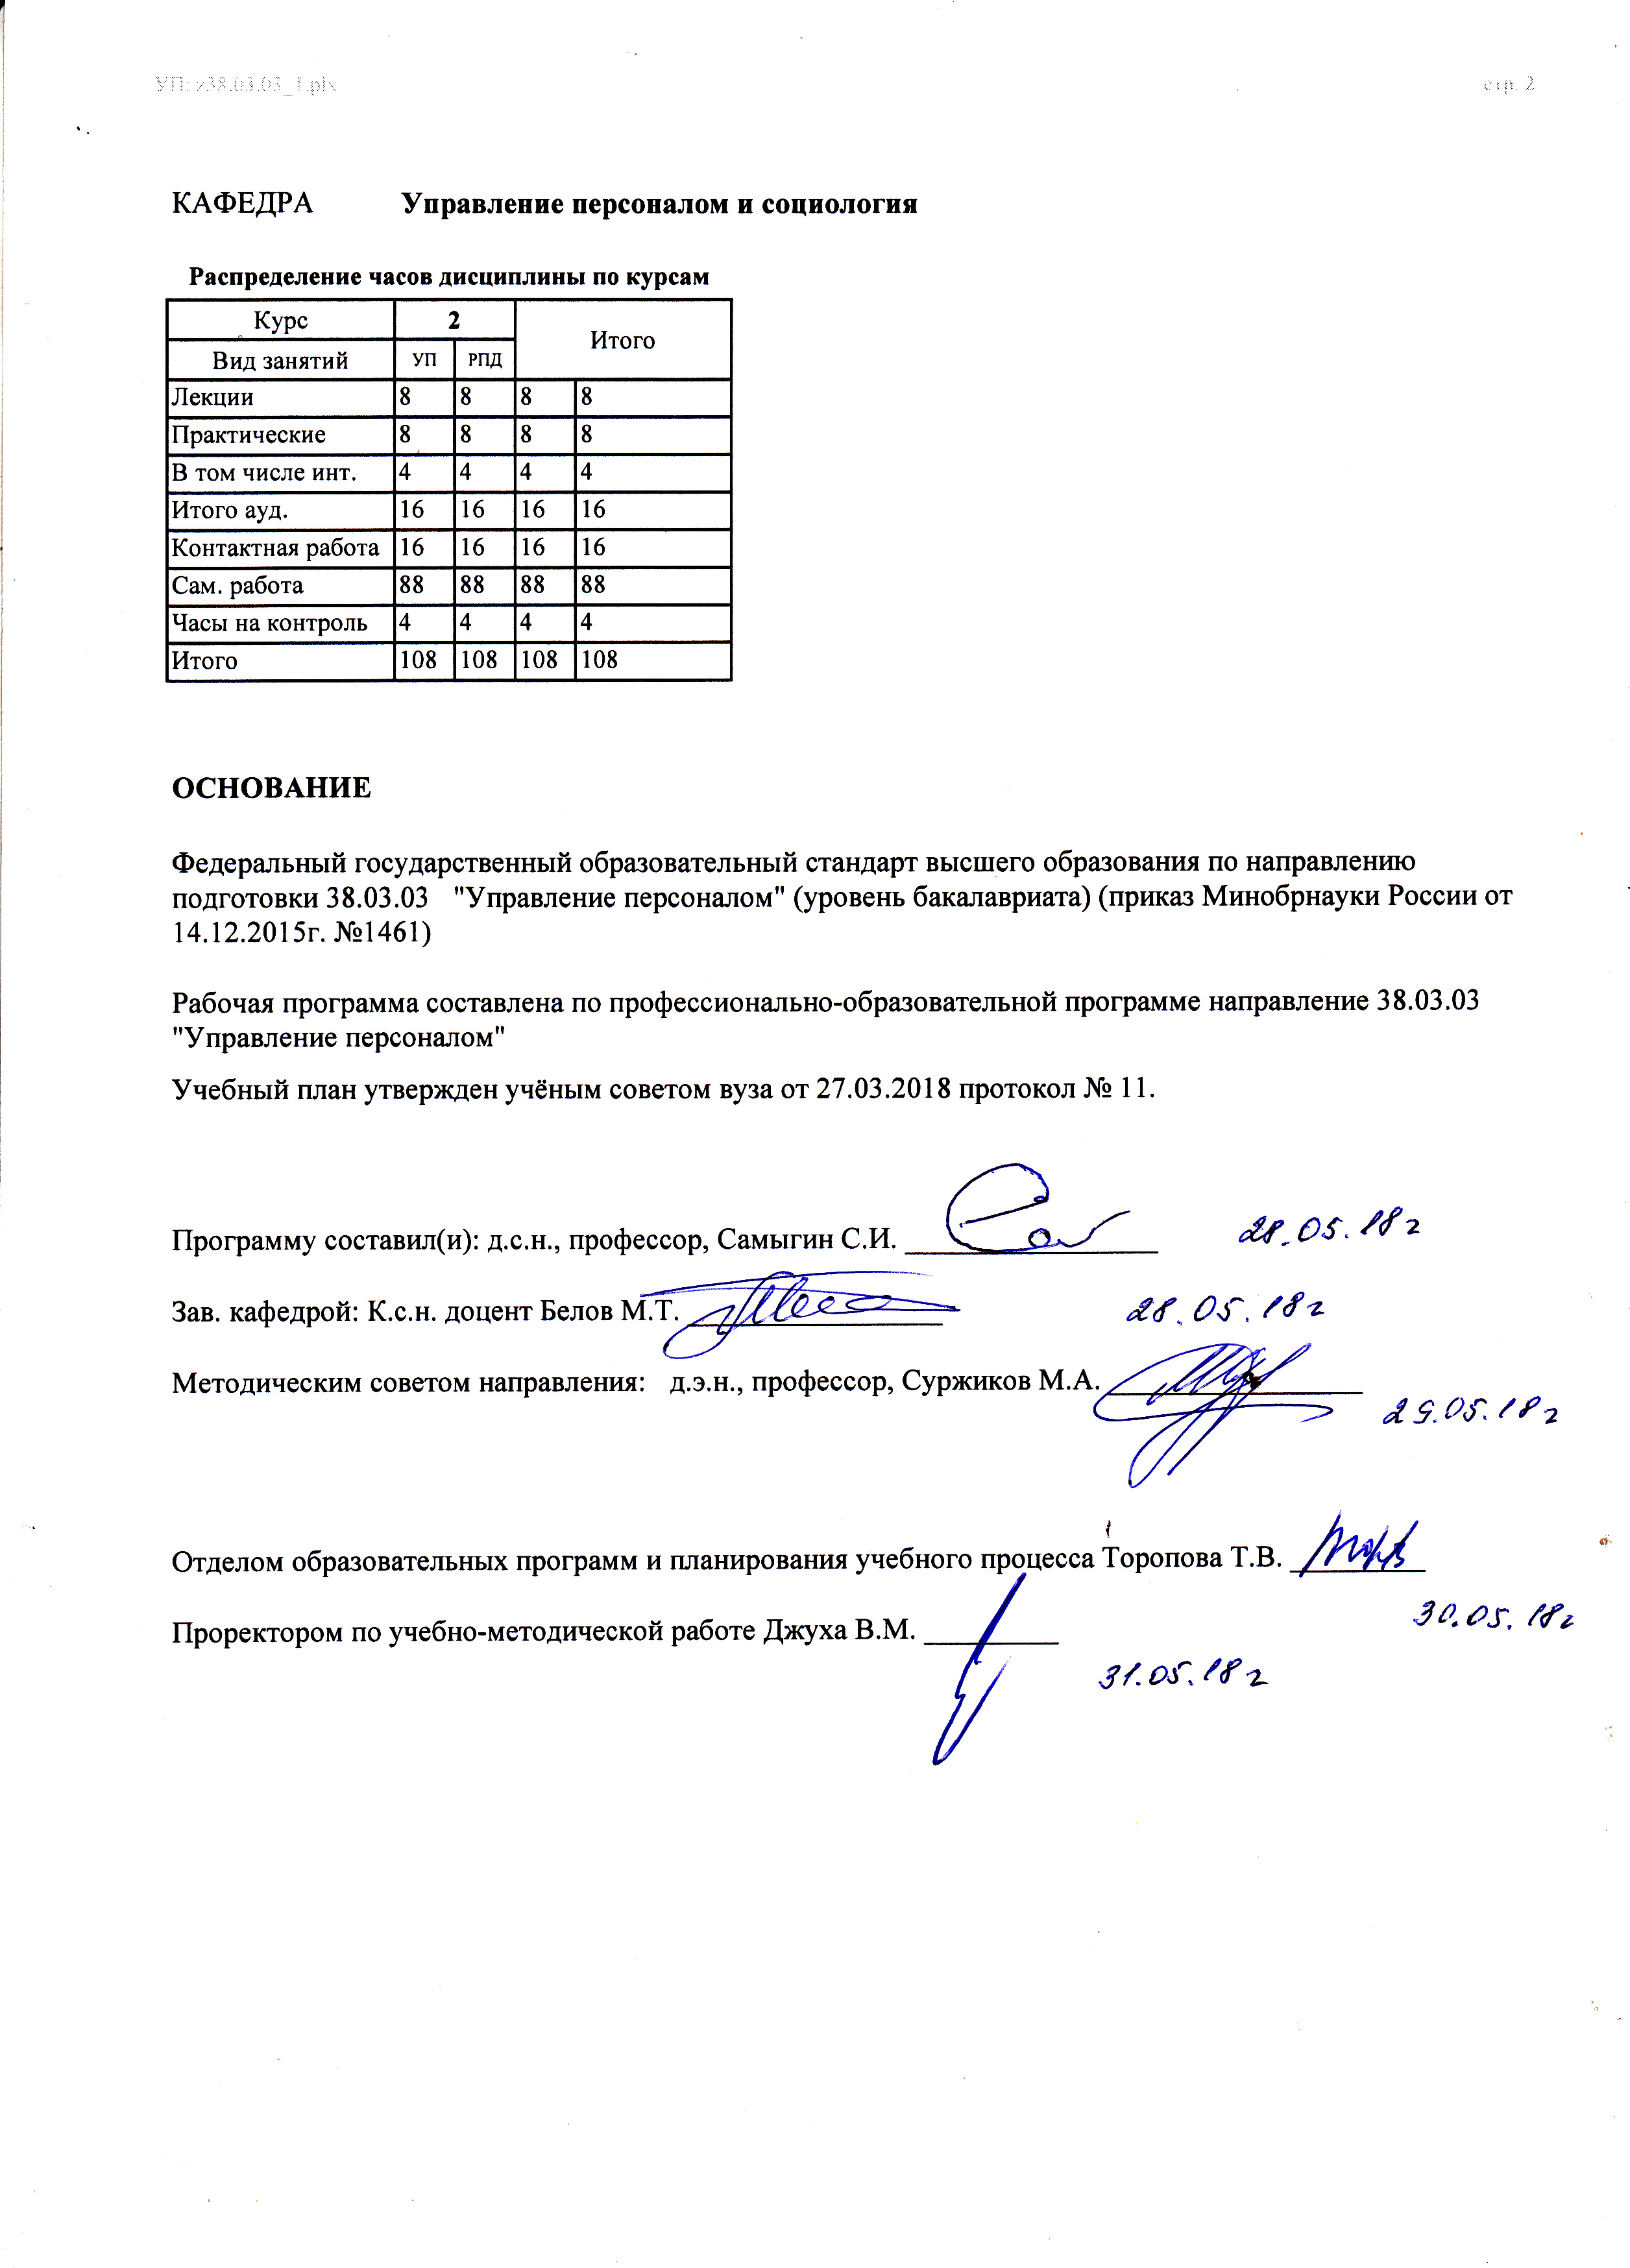 УП: z38.03.03_1.plx стр. 2
КАФЕДРА Управление персоналом и социология
Распределение часов дисциплины по курсам
Курс 2 Итого
Вид занятий УП РПД
Лекции 8 8 8 8
Практические 8 8 8 8
В том числе инт. 4 4 4 4
Итого ауд. 16 16 16 16
Контактная работа 16 16 16 16
Сам. работа 88 88 88 88
Часы на контроль 4 4 4 4
Итого 108 108 108 108
ОСНОВАНИЕ
Федеральный государственный образовательный стандарт высшего образования по направлению
подготовки 38.03.03 "Управление персоналом" (уровень бакалавриата) (приказ Минобрнауки России от
14.12.2015г. №1461)
Рабочая программа составлена по профессионально-образовательной программе направление 38.03.03
"Управление персоналом"
Учебный план утвержден учёным советом вуза от 27.03.2018 протокол № 11.
Программу составил(и): д.с.н., профессор, Самыгин С.И. 28.05.18г
Зав. кафедрой: К.с.н. доцент Белов М.Т. 28.05.18г
Методическим советом направления: д.э.н., профессор, Суржиков М.А.
29.05.18г
Отделом образовательных программ и планирования учебного процесса Торопова Т.В.
30.05.18г
Проректором по учебно-методической работе Джуха В.М.
31.05.18г